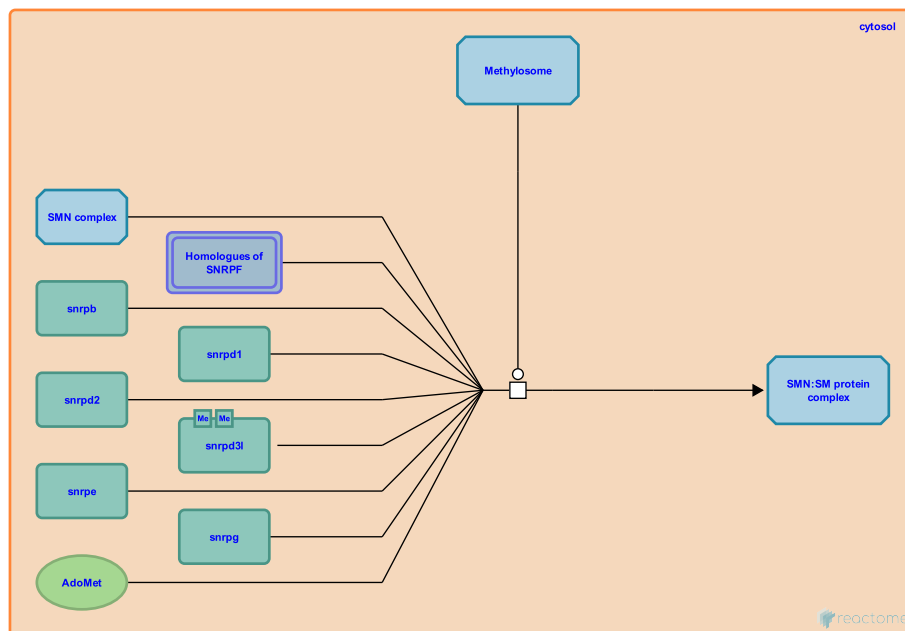 cytosol
Methylosome
SMN complex
Homologues of
SNRPF
snrpb
snrpd1
SMN:SM protein
complex
snrpd2
Me Me
snrpd3l
snrpe
snrpg
AdoMet
reactome